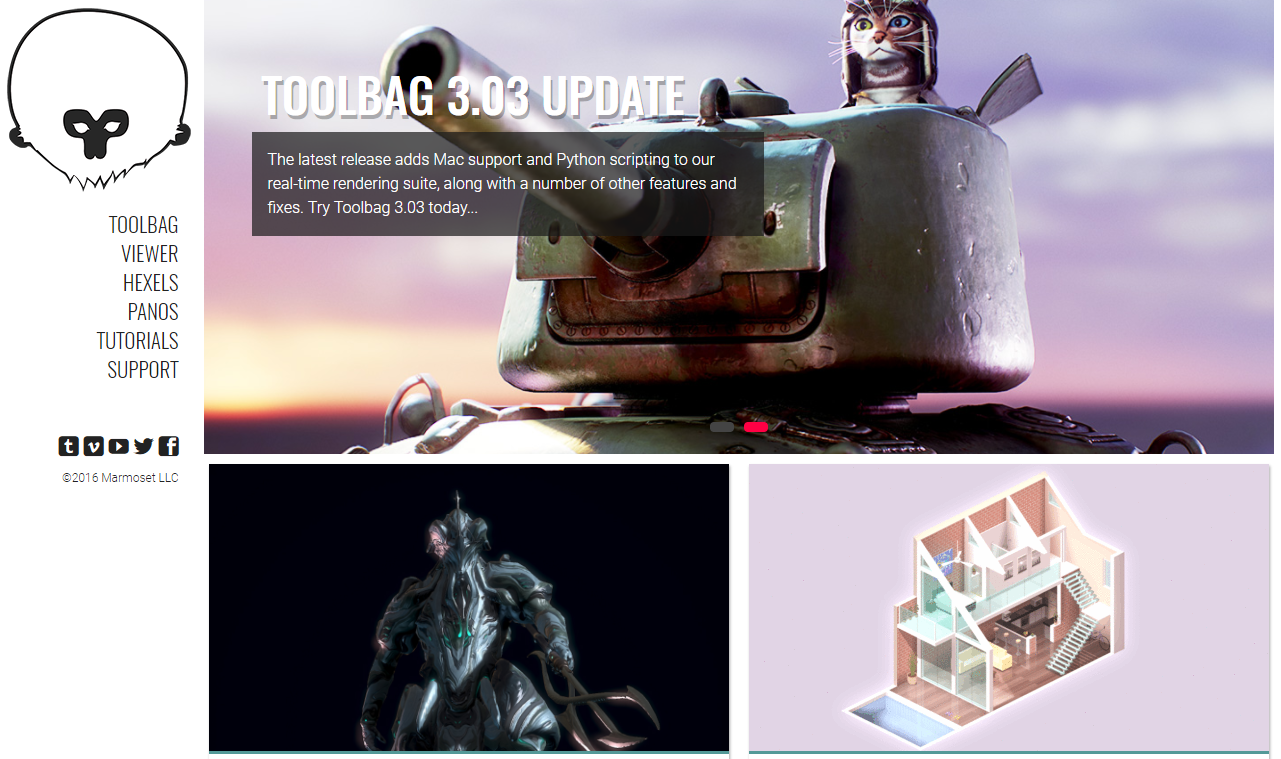 TOOLBAG
VIEWER
HEXELS
PANOS
TUTORIALS
SUPPORT
©2016 Marmoset LLC
TOOLBAG 3.03 UPDATE
The latest release adds Mac support and Python scripting to our
real-time rendering suite, along with a number of other features and
fixes. Try Toolbag 3.03 today...